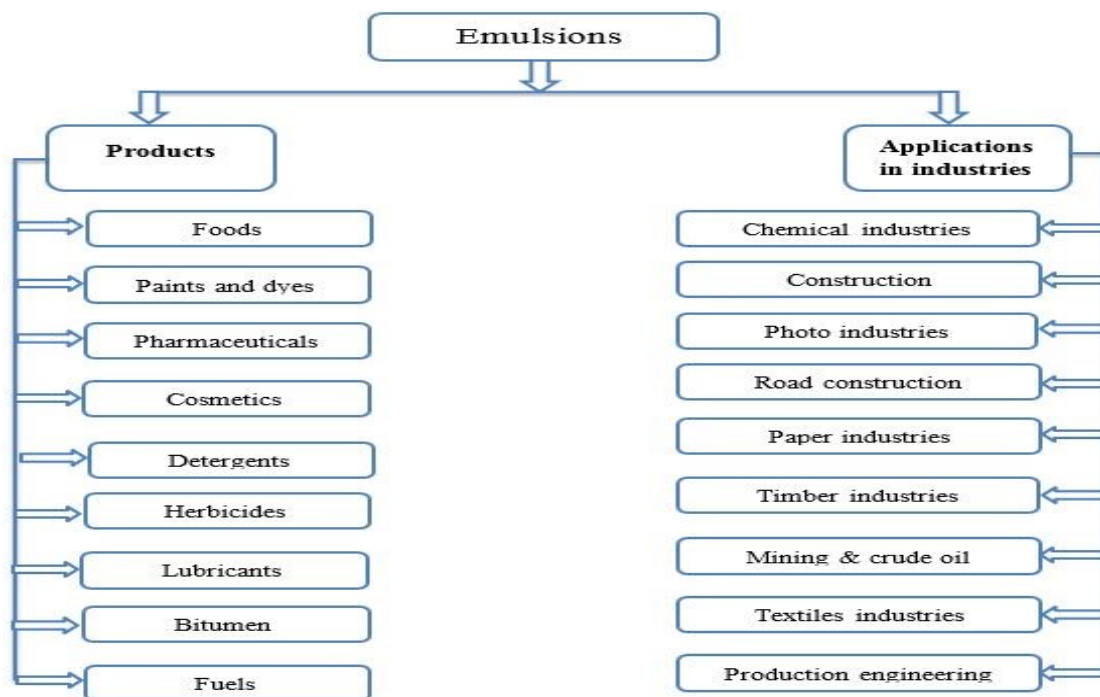 Emulsions
Products
Applications
in industries
Foods
Paints and dyes
Pharmaceuticals
Cosmetics
Detergents
Herbicides
Lubricants
Bitumen
Fuels
Chemical industries
Construction
Photo industries
Road construction
Paper industries
Timber industries
Mining & crude oil
Textiles industries
Production engineering